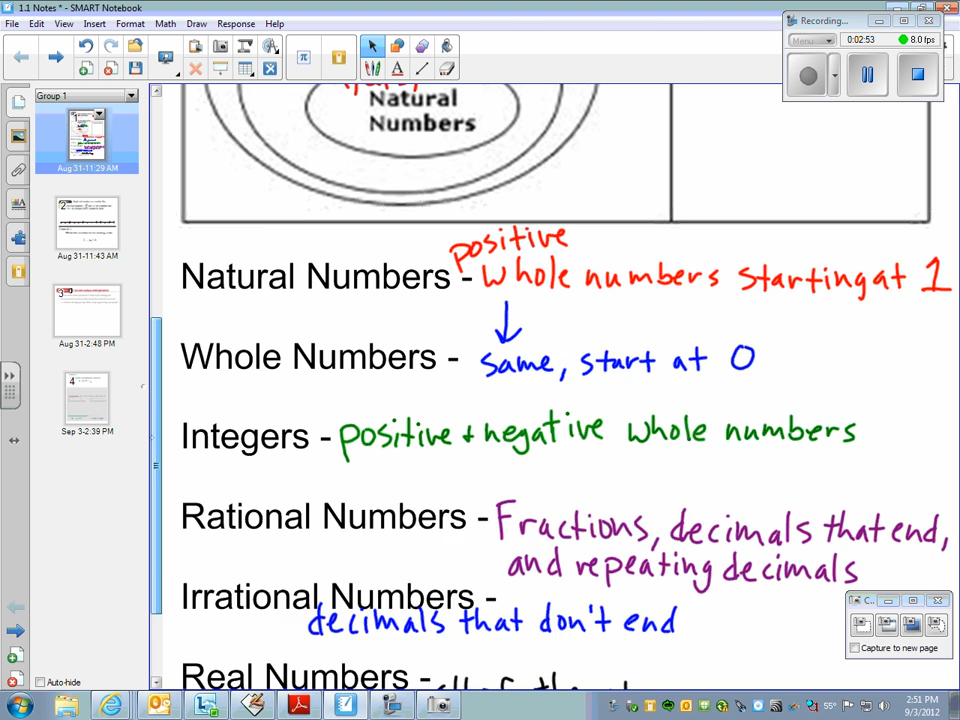 1.1 Notes * - SMART Notebook
File Edit View Insert Format Math Draw Response Help
Recording...
Menu
0:02:53
8.0 fps
Group 1
Aug 31-11:29 AM
Aug 31-11:43 AM
Aug 31-2:48 PM
Sep 3-2:39 PM
Auto-hide
Natural
Numbers
positive
Natural Numbers - whole numbers starting at 1
Whole Numbers - same, start at 0
Integers - positive + negative whole numbers
Rational Numbers - Fractions, decimals that end,
and repeating decimals
Irrational Numbers -
decimals that don't end
Real Numbers -
C...
Capture to new page
55°
2:51 PM
9/3/2012